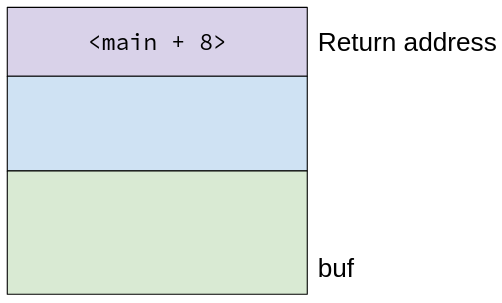 <main + 8> Return address
buf